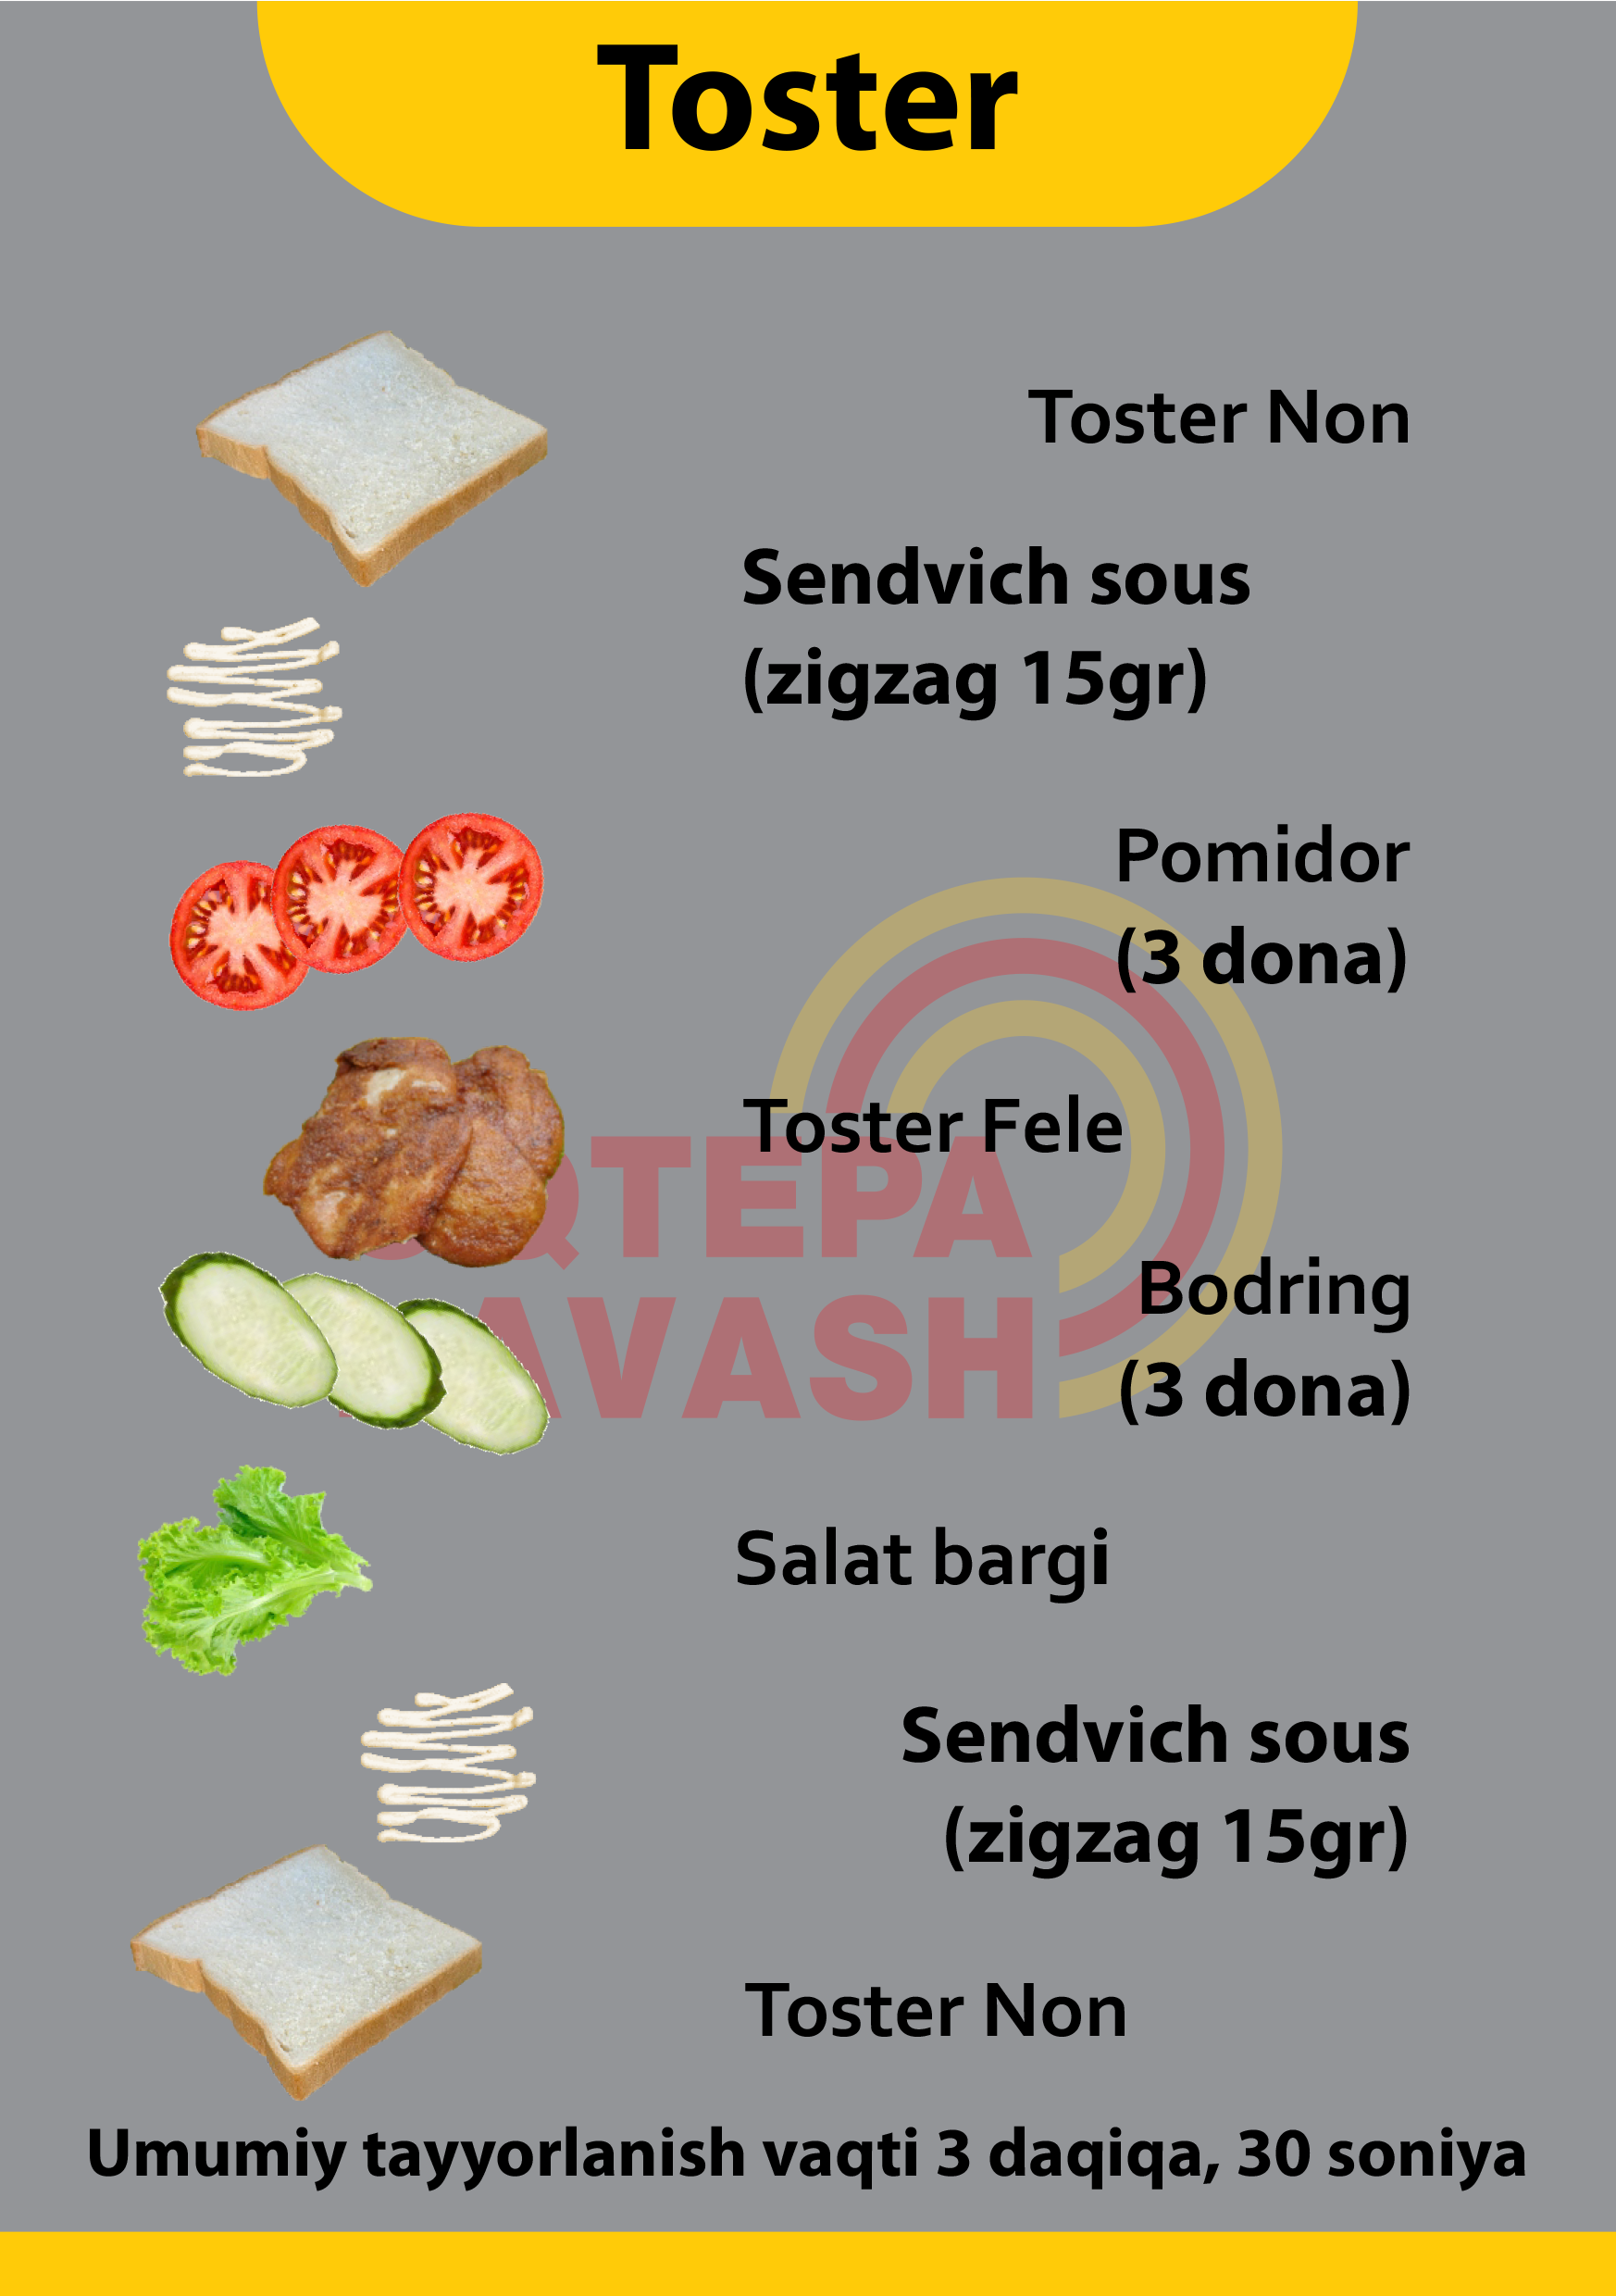 Toster
Toster Non
Sendvich sous
(zigzag 15gr)
Pomidor
(3 dona)
Toster Fele
QTEPA
Bodring
AVASH
(3 dona)
Salat bargi
Sendvich sous
(zigzag 15gr)
Toster Non
Umumiy tayyorlanish vaqti 3 daqiqa, 30 soniya